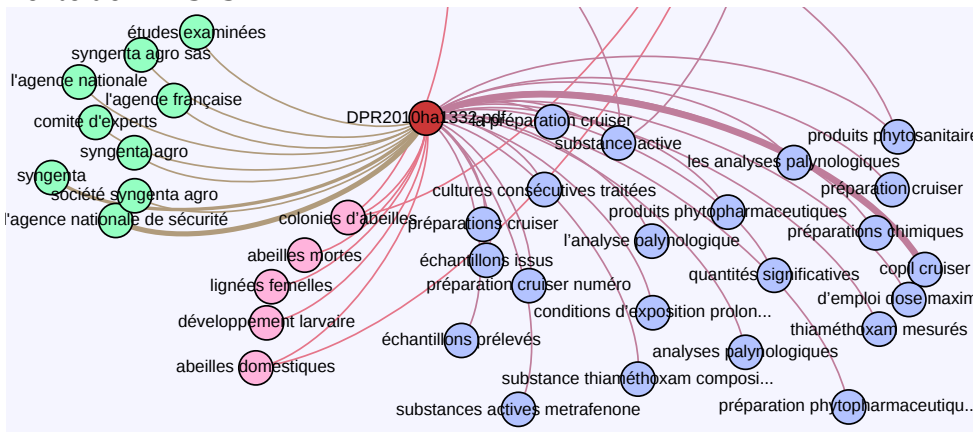 études examinées
syngenta agro sas
l'agence nationale
l'agence française
comité d'experts
syngenta agro
syngenta
société syngenta agro
l'agence nationale de sécurité
DPR2010ha1332.pdf
la préparation cruiser
substance active
produits phytosanitaire
les analyses palynologiques
préparation cruiser
cultures consécutives traitées
colonies d'abeilles
préparations cruiser
produits phytopharmaceutiques
préparations chimiques
l'analyse palynologique
abeilles mortes
échantillons issus
copil cruiser
quantités significatives
lignées femelles
préparation cruiser numéro
d'emploi dose maxim
conditions d'exposition prolon...
développement larvaire
thiaméthoxam mesurés
échantillons prélevés
analyses palynologiques
abeilles domestiques
substance thiaméthoxam composi...
substances actives metrafenone
préparation phytopharmaceutiqu...